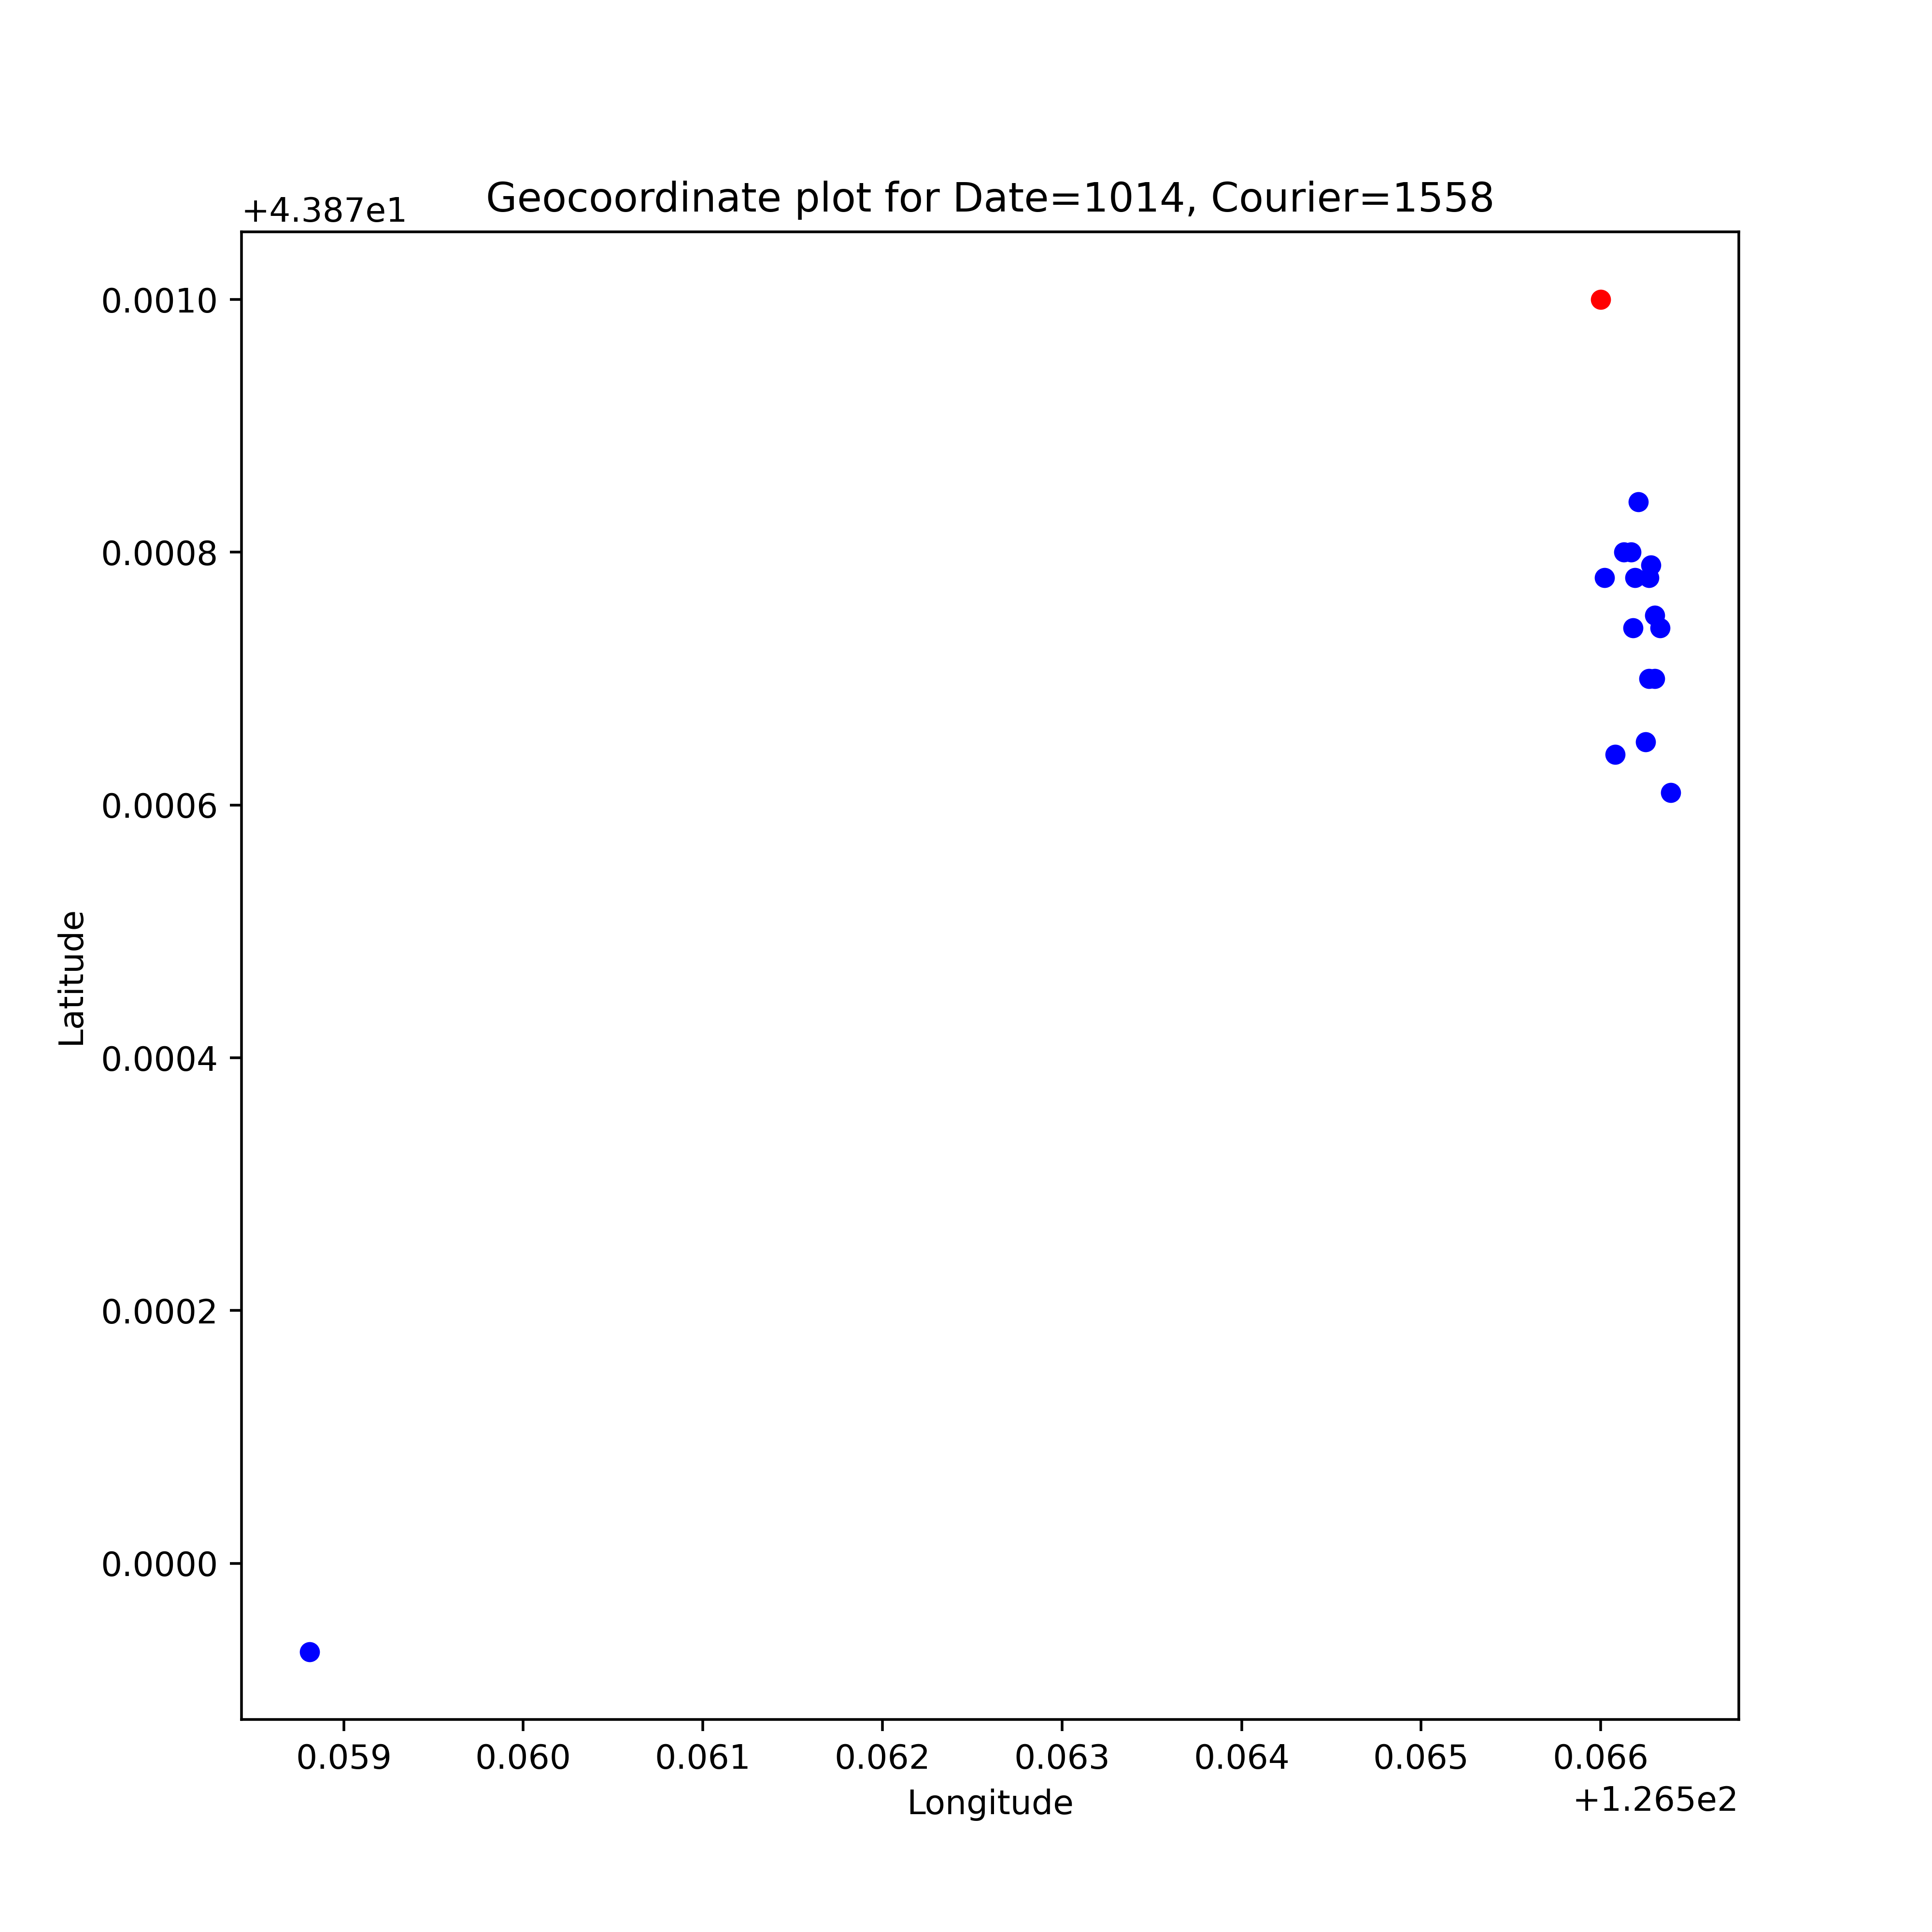 Geocoordinate plot for Date=1014, Courier=1558
+4.387e1
0.0010
0.0008
0.0006
0.0004
0.0002
0.0000
Latitude
0.059 0.060 0.061 0.062 0.063 0.064 0.065 0.066
Longitude
+1.265e2